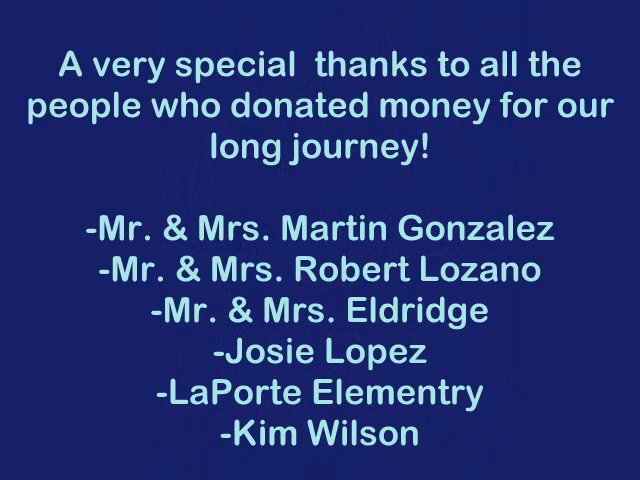 A very special  thanks to all the
people who donated money for our
long journey!
-Mr. & Mrs. Martin Gonzalez
-Mr. & Mrs. Robert Lozano
-Mr. & Mrs. Eldridge
-Josie Lopez
-LaPorte Elementry
-Kim Wilson